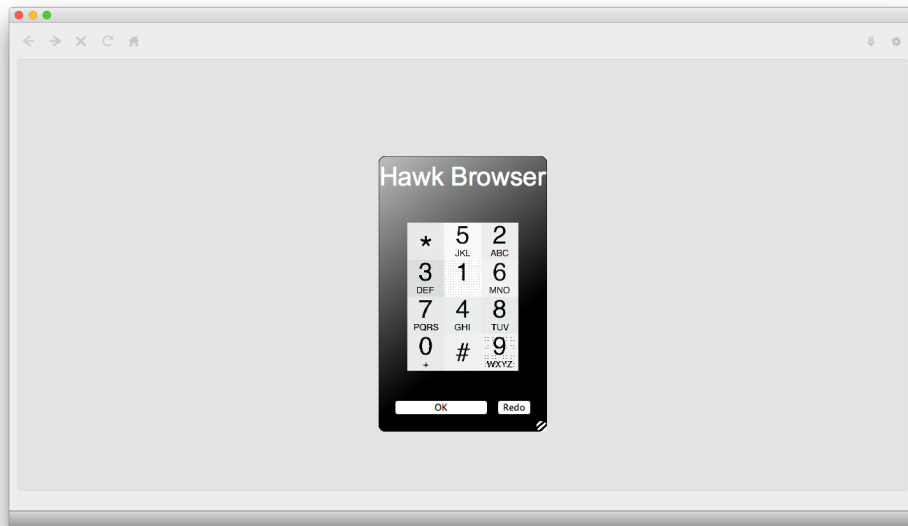 Hawk Browser
* 5 2
JKL ABC
3 1 6
DEF MNO
7 4 8
PQRS GHI TUV
0 # 9
+ WXYZ
OK Redo